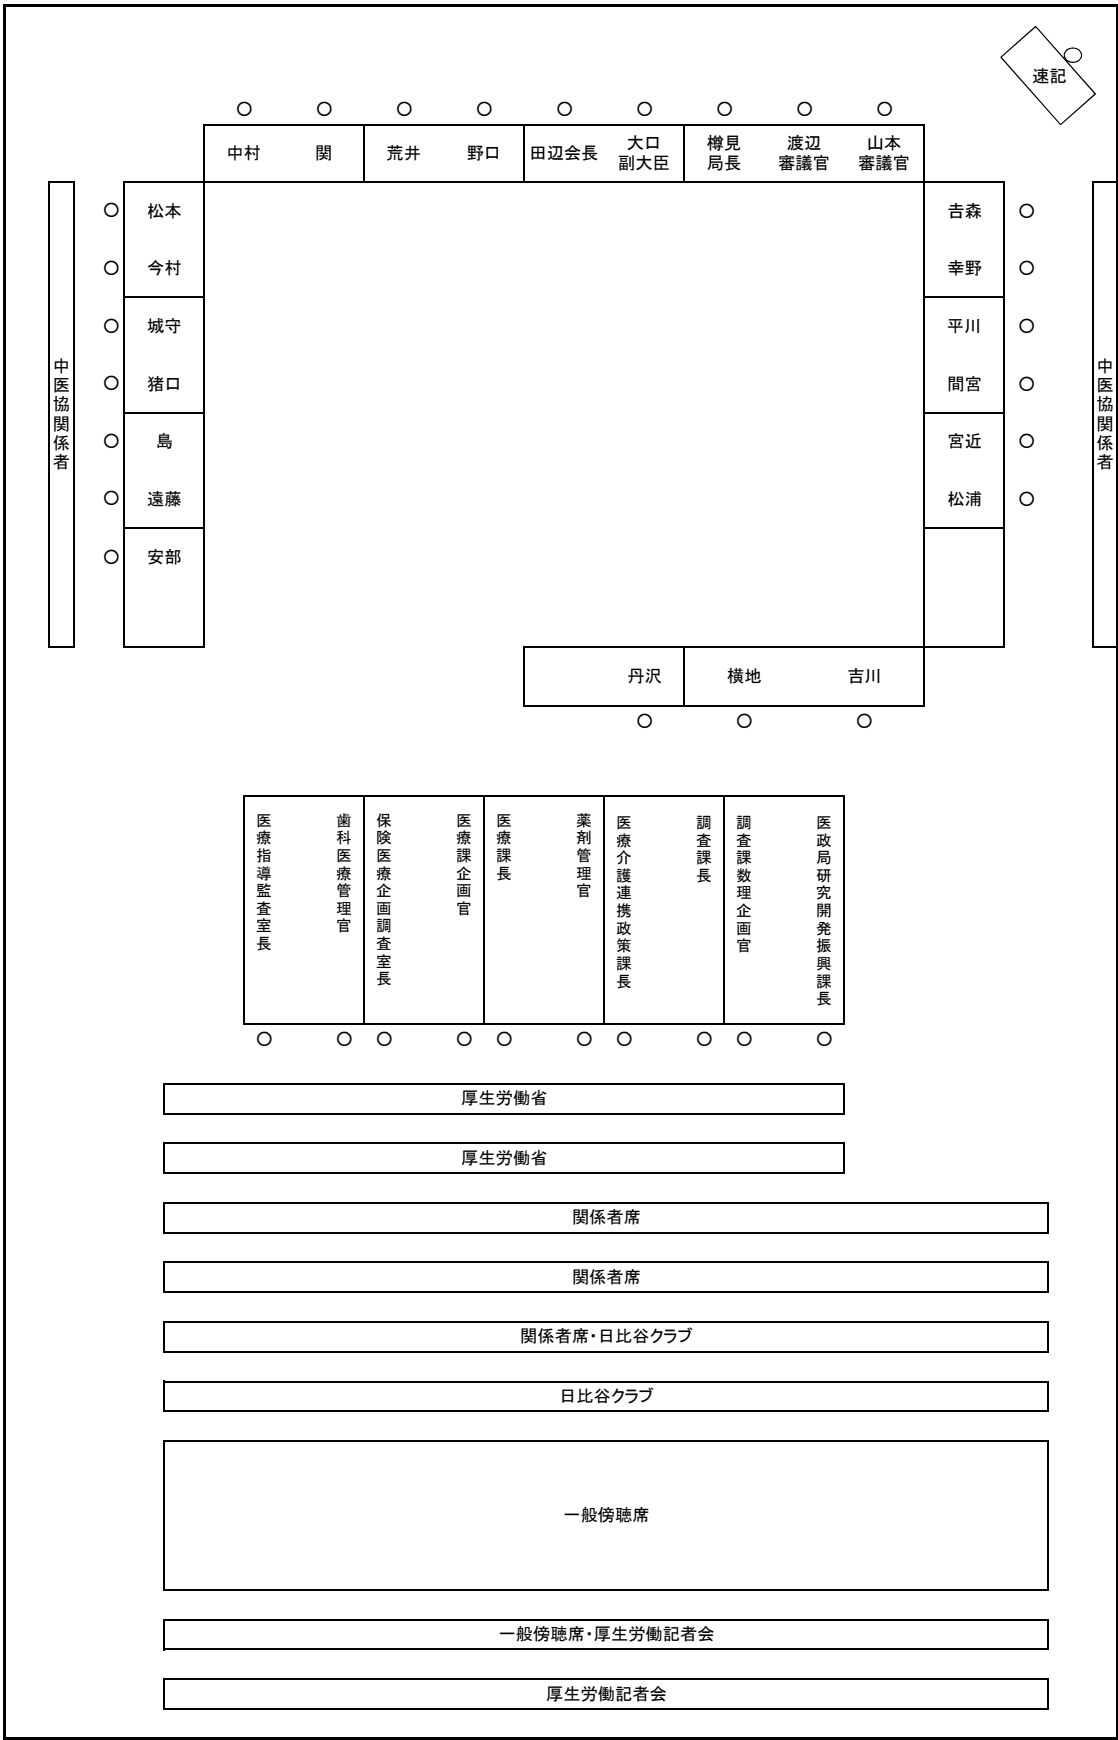 速記
中村
関
荒井
野口
田辺会長
大口
副大臣
樽見
局長
渡辺
審議官
山本
審議官
松本
今村
城守
猪口
島
遠藤
安部
𠮷森
幸野
平川
間宮
宮近
松浦
中医協関係者
中医協関係者
丹沢
横地
吉川
医療指導監査室長
歯科医療管理官
保険医療企画調査室長
医療課企画官
医療課長
薬剤管理官
医療介護連携政策課長
調査課長
調査課数理企画官
医政局研究開発振興課長
厚生労働省
厚生労働省
関係者席
関係者席
関係者席・日比谷クラブ
日比谷クラブ
一般傍聴席
一般傍聴席・厚生労働記者会
厚生労働記者会